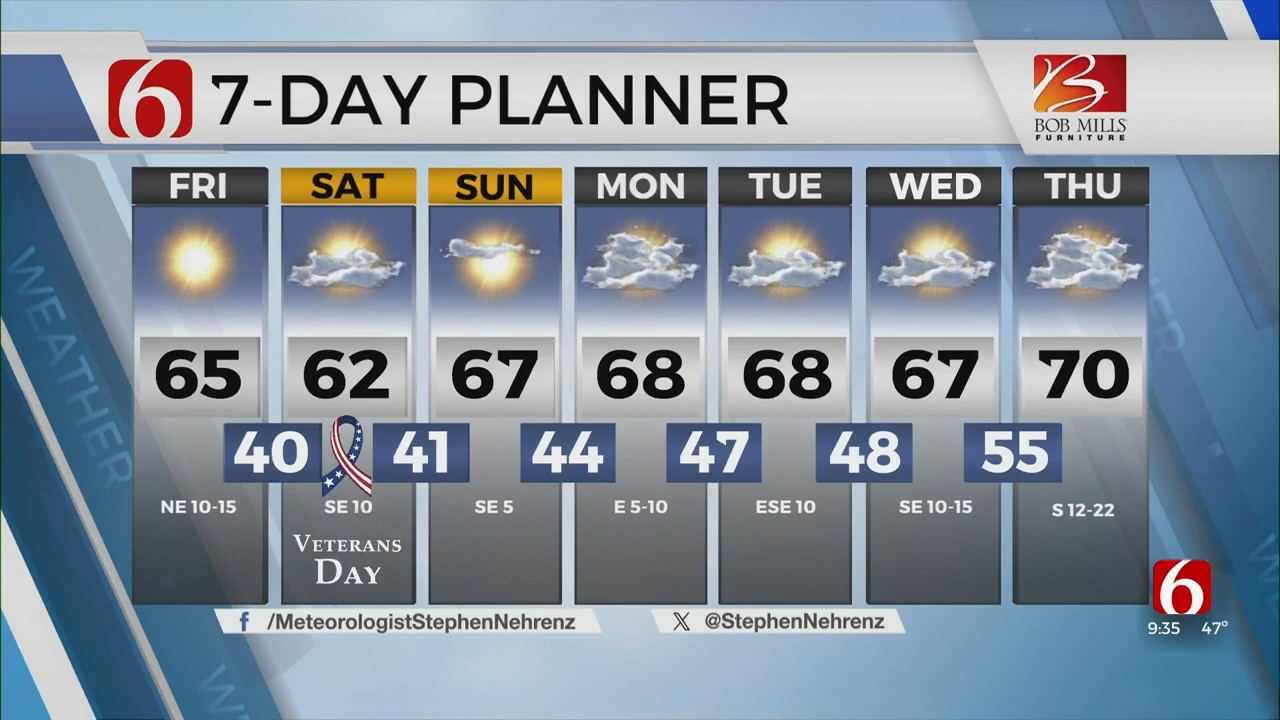 6 7-DAY PLANNER
B
BOB MILLS
FURNITURE
FRI SAT SUN MON TUE WED THU
65 62 67 68 68 67 70
40 41 44 47 48 55
NE 10-15 SE 10 SE 5 E 5-10 ESE 10 SE 10-15 S 12-22
VETERANS
DAY
f /MeteorologistStephenNehrenz X @StephenNehrenz
6
9:35 47°
WEATHER